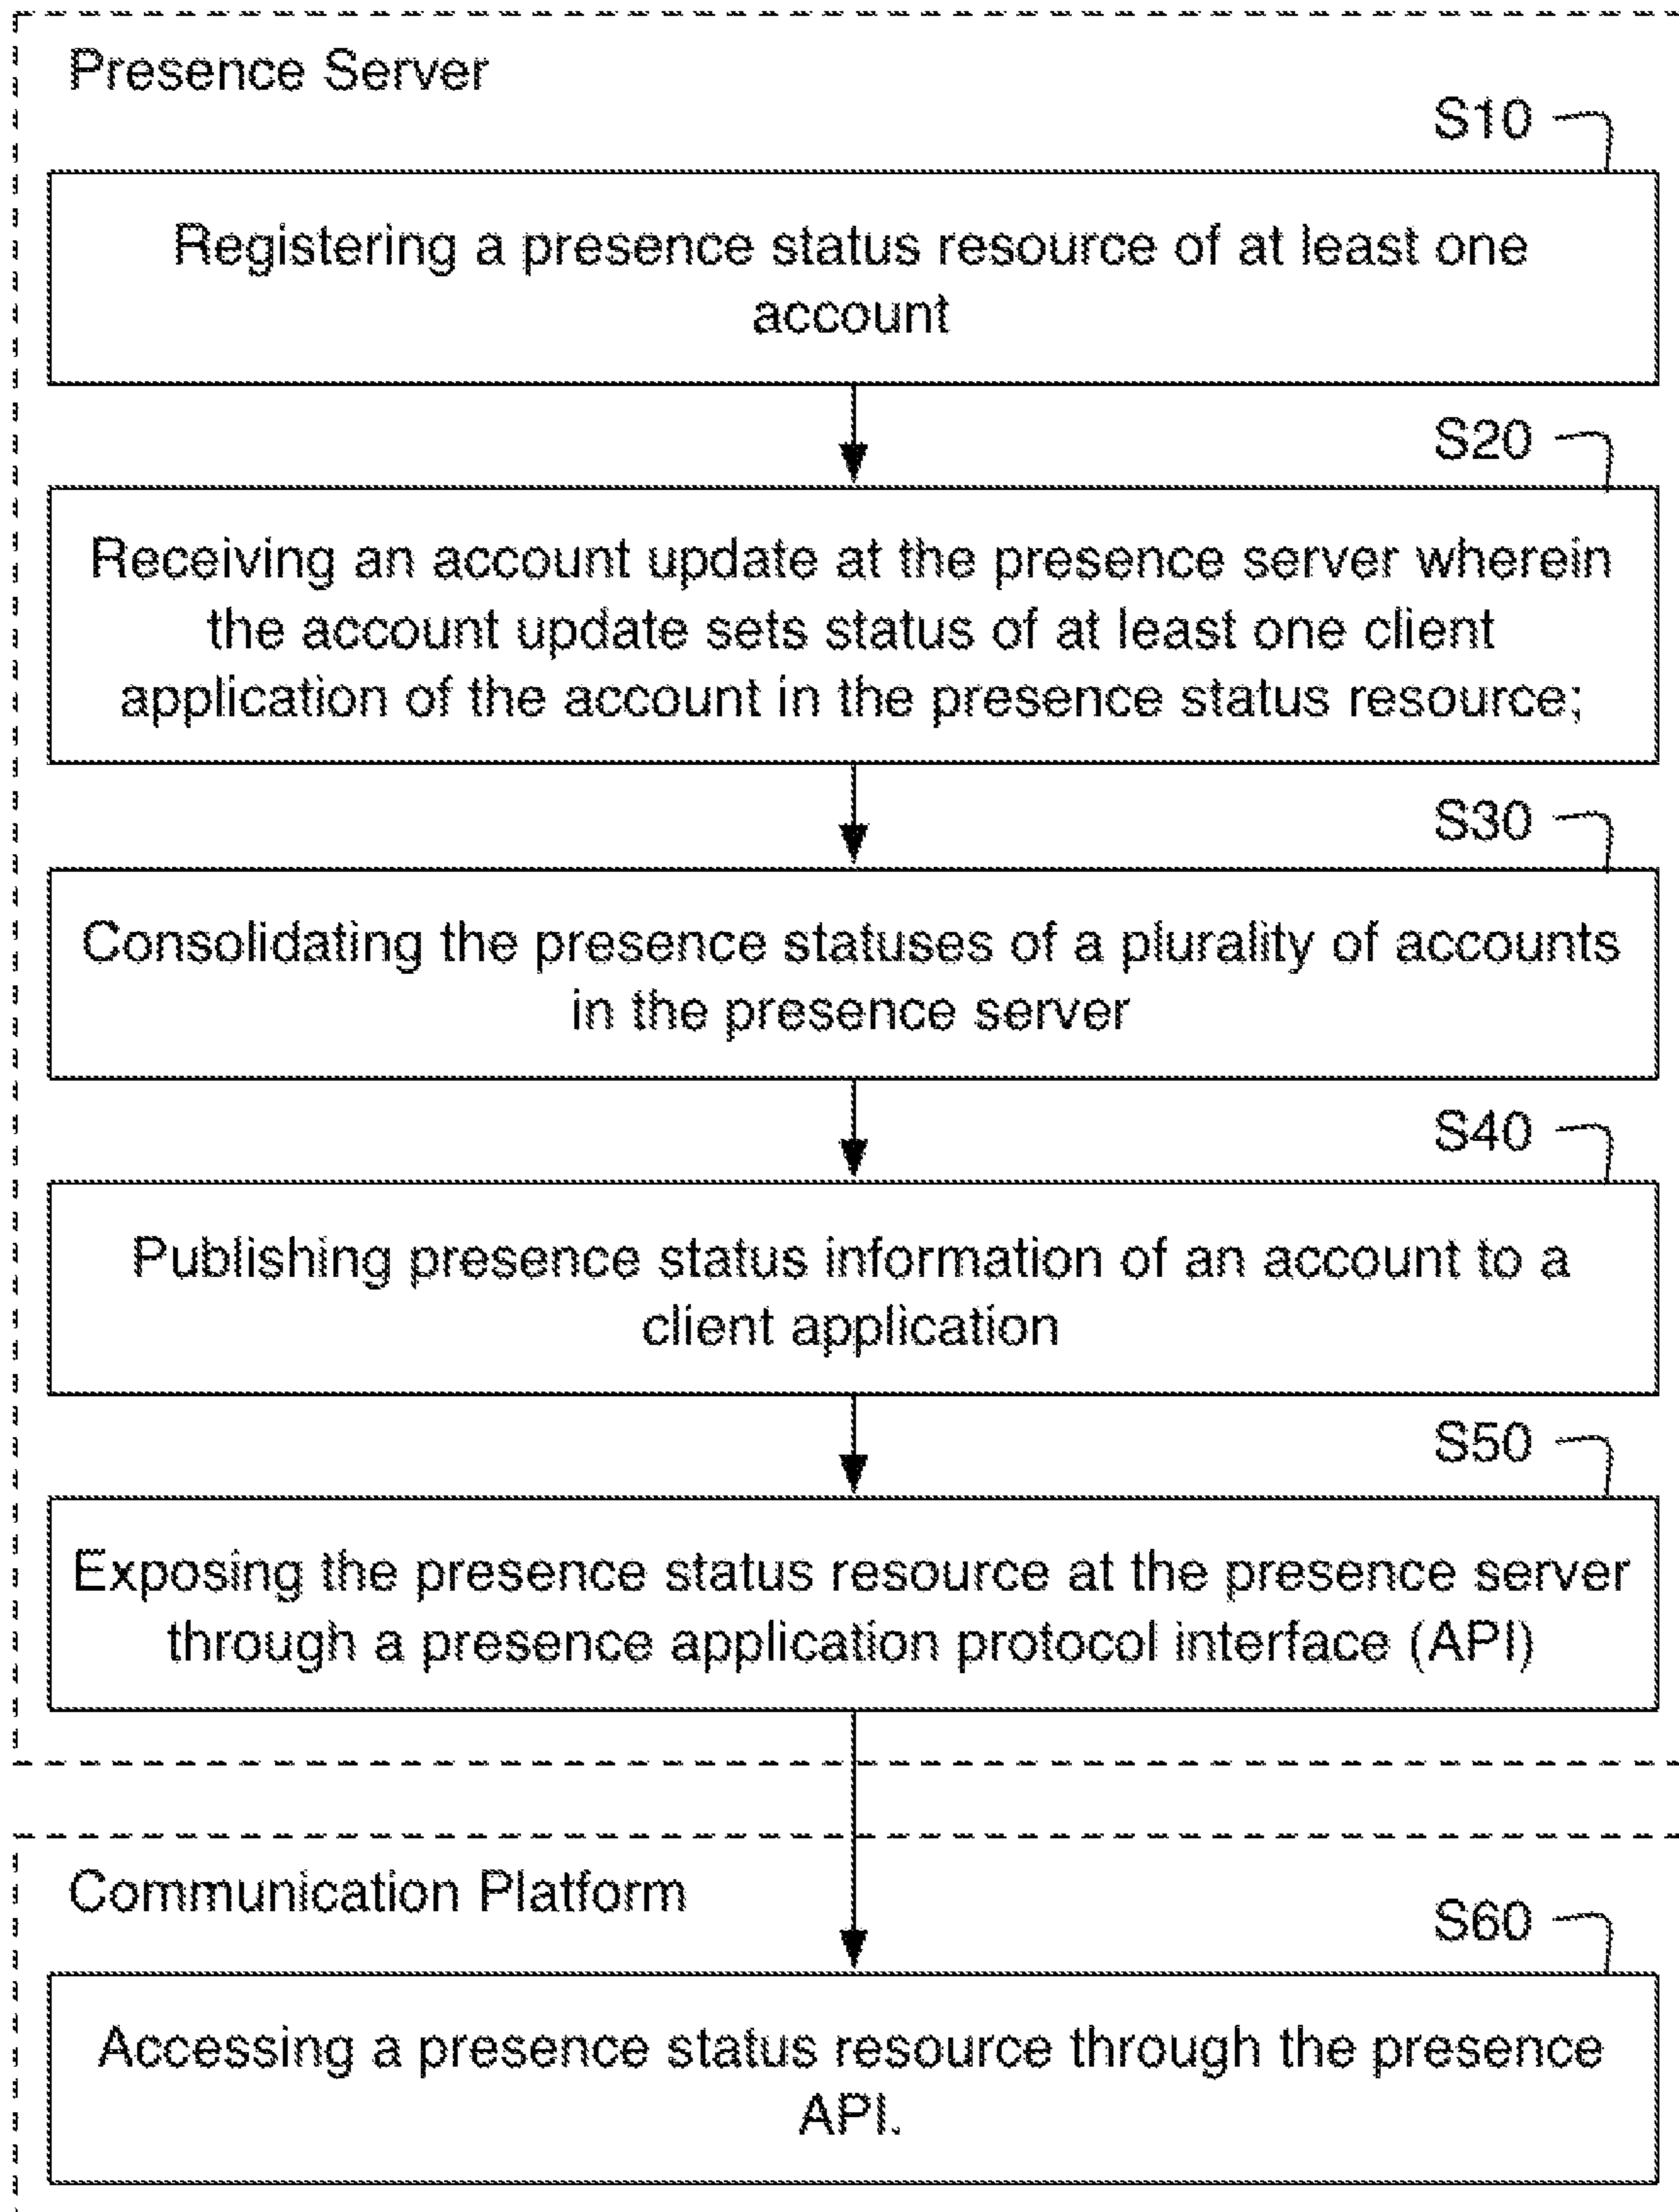 Presence Server
S10
Registering a presence status resource of at least one
account
S20
Receiving an account update at the presence server wherein
the account update sets status of at least one client
application of the account in the presence status resource;
S30
Consolidating the presence statuses of a plurality of accounts
in the presence server
S40
Publishing presence status information of an account to a
client application
S50
Exposing the presence status resource at the presence server
through a presence application protocol interface (API)
Communication Platform
S60
Accessing a presence status resource through the presence
API.